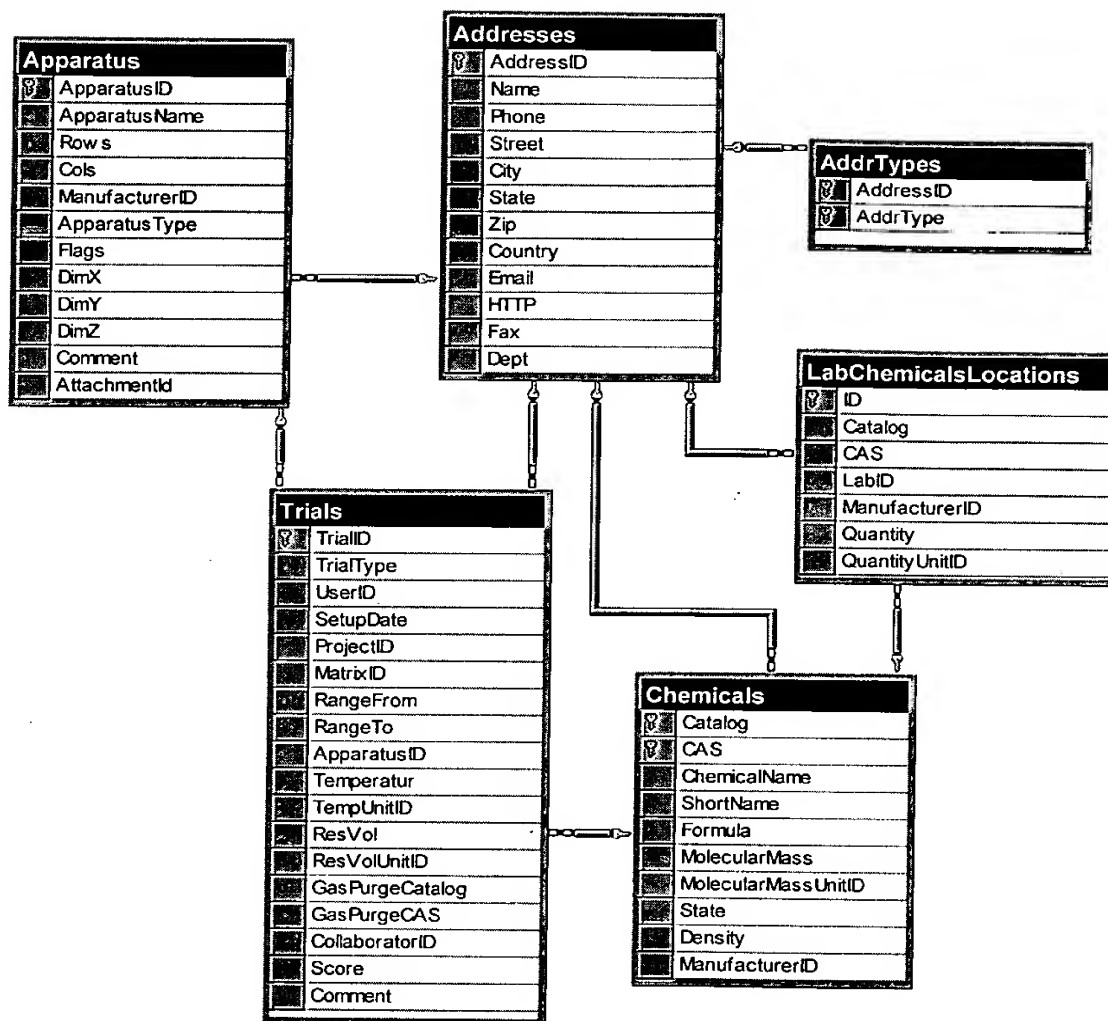 Apparatus
ApparatusID
ApparatusName
Rows
Cols
ManufacturerID
ApparatusType
Flags
DimX
DimY
DimZ
Comment
AttachmentId
Addresses
AddressID
Name
Phone
Street
City
State
Zip
Country
Email
HTTP
Fax
Dept
AddrTypes
AddressID
AddrType
LabChemicalsLocations
ID
Catalog
CAS
LabID
ManufacturerID
Quantity
QuantityUnitID
Trials
TrialID
TrialType
UserID
SetupDate
ProjectID
MatrixID
RangeFrom
RangeTo
ApparatusID
Temperatur
TempUnitID
ResVol
ResVolUnitID
GasPurgeCatalog
GasPurgeCAS
CollaboratorID
Score
Comment
Chemicals
Catalog
CAS
ChemicalName
ShortName
Formula
MolecularMass
MolecularMassUnitID
State
Density
ManufacturerID